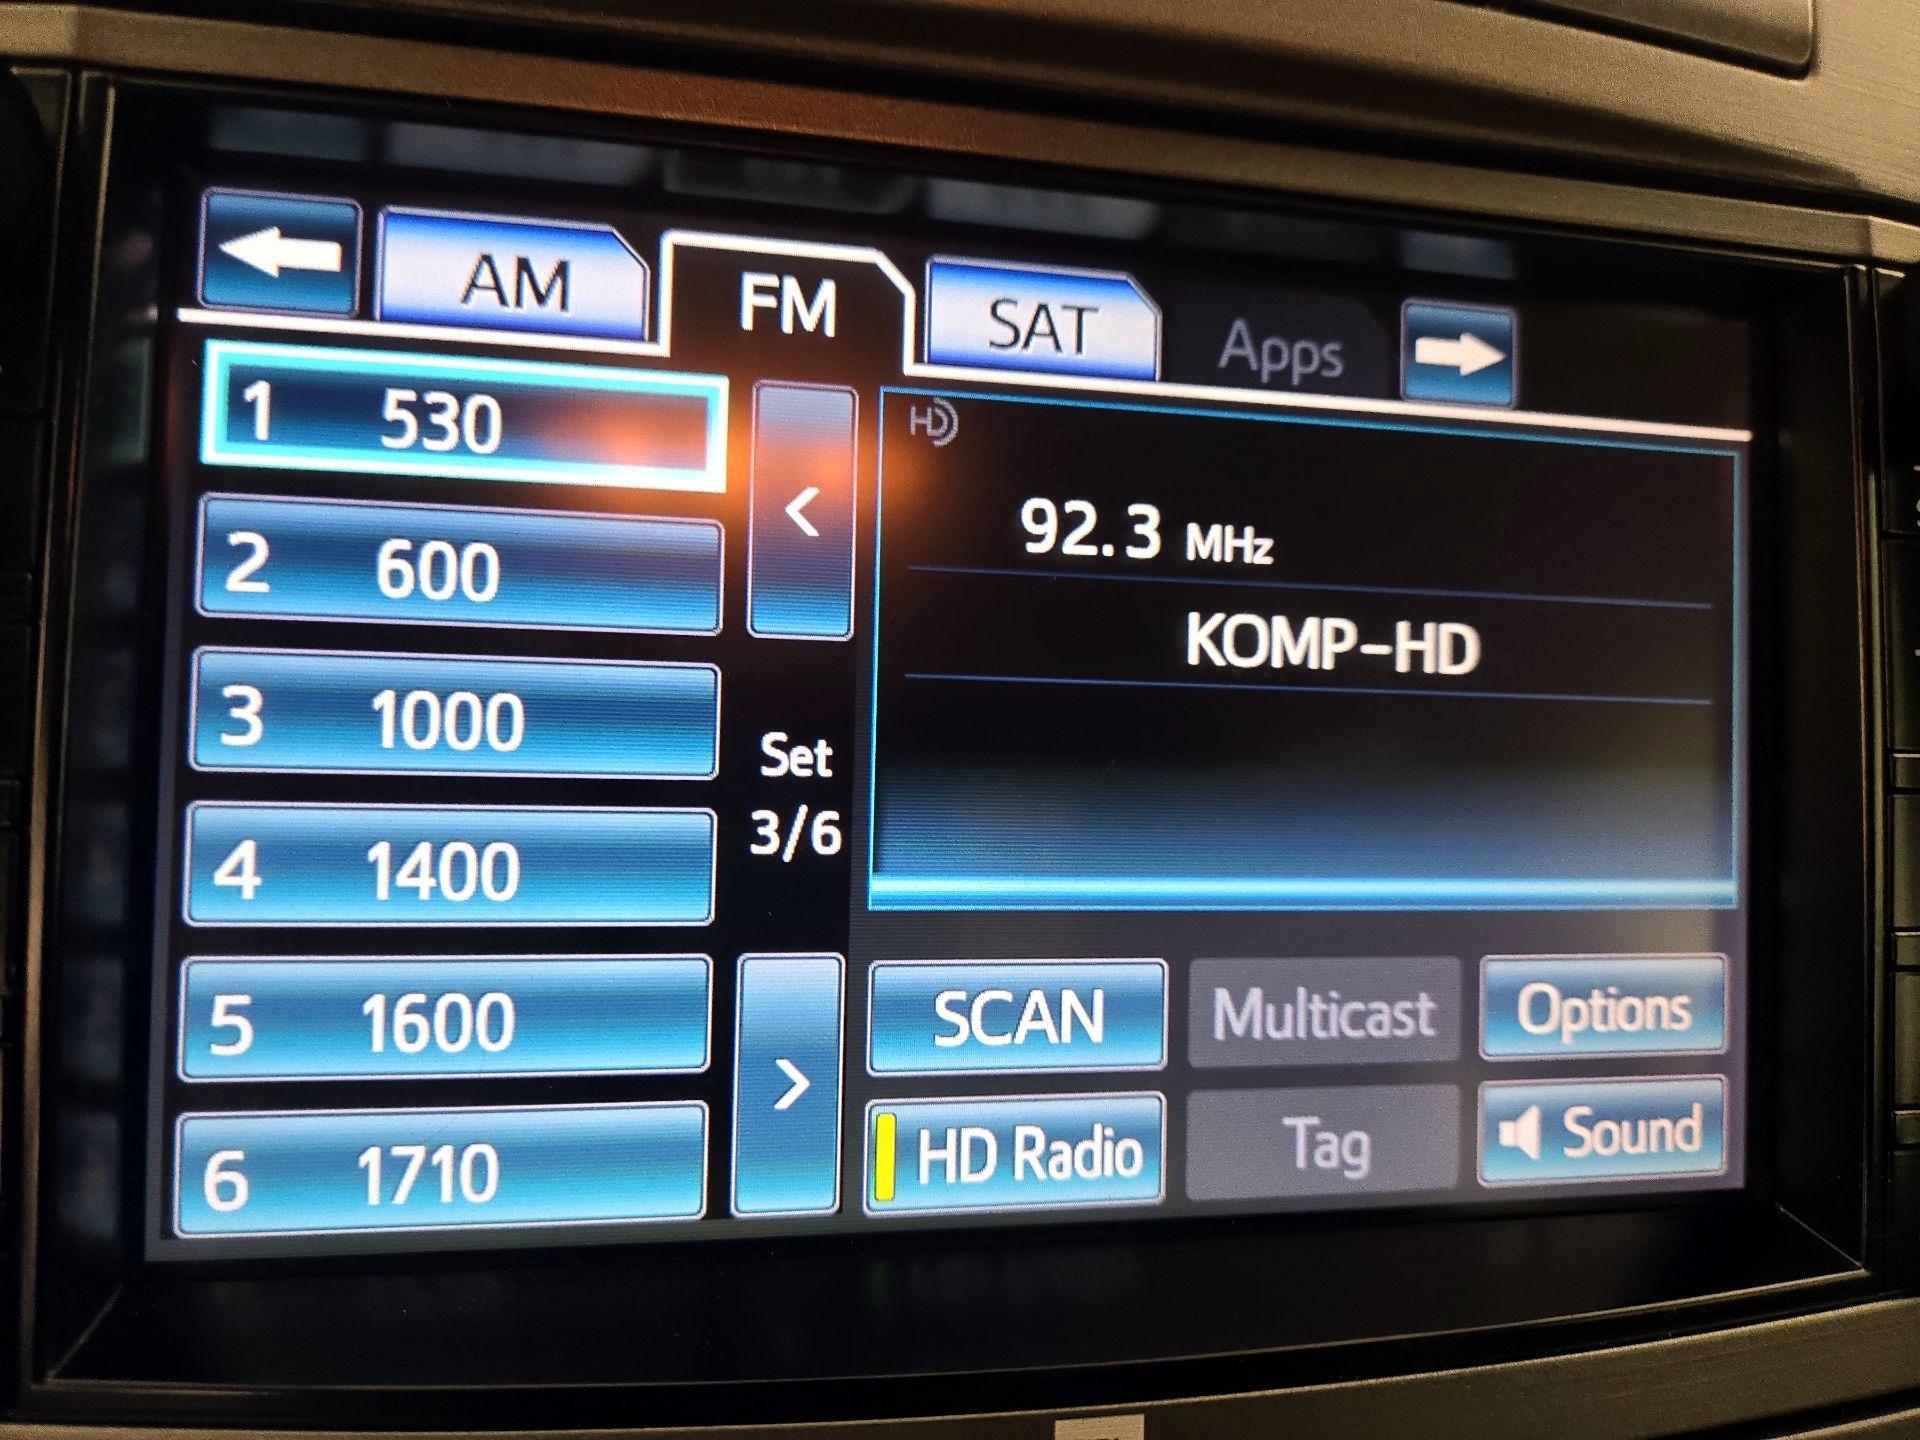 AM FM SAT Apps
1 530
2 600
3 1000
4 1400
5 1600
6 1710
<
Set
3/6
>
HD
92.3 MHz
KOMP-HD
SCAN Multicast Options
HD Radio Tag Sound